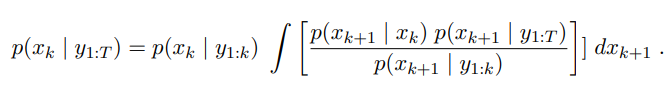 p(x_k | y_{1:T}) = p(x_k | y_{1:k}) ∫ [ \frac{p(x_{k+1} | x_k) p(x_{k+1} | y_{1:T})}{p(x_{k+1} | y_{1:k})} ] ] dx_{k+1} .